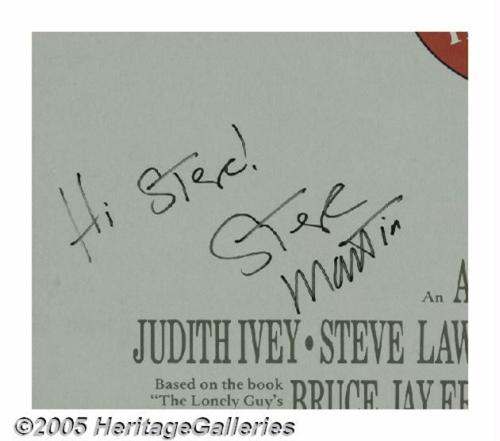 Hi Steve!
Steve
Martin
An A
JUDITH IVEY • STEVE LAW
Based on the book
"The Lonely Guy's BRUCE JAY FR
©2005 HeritageGalleries